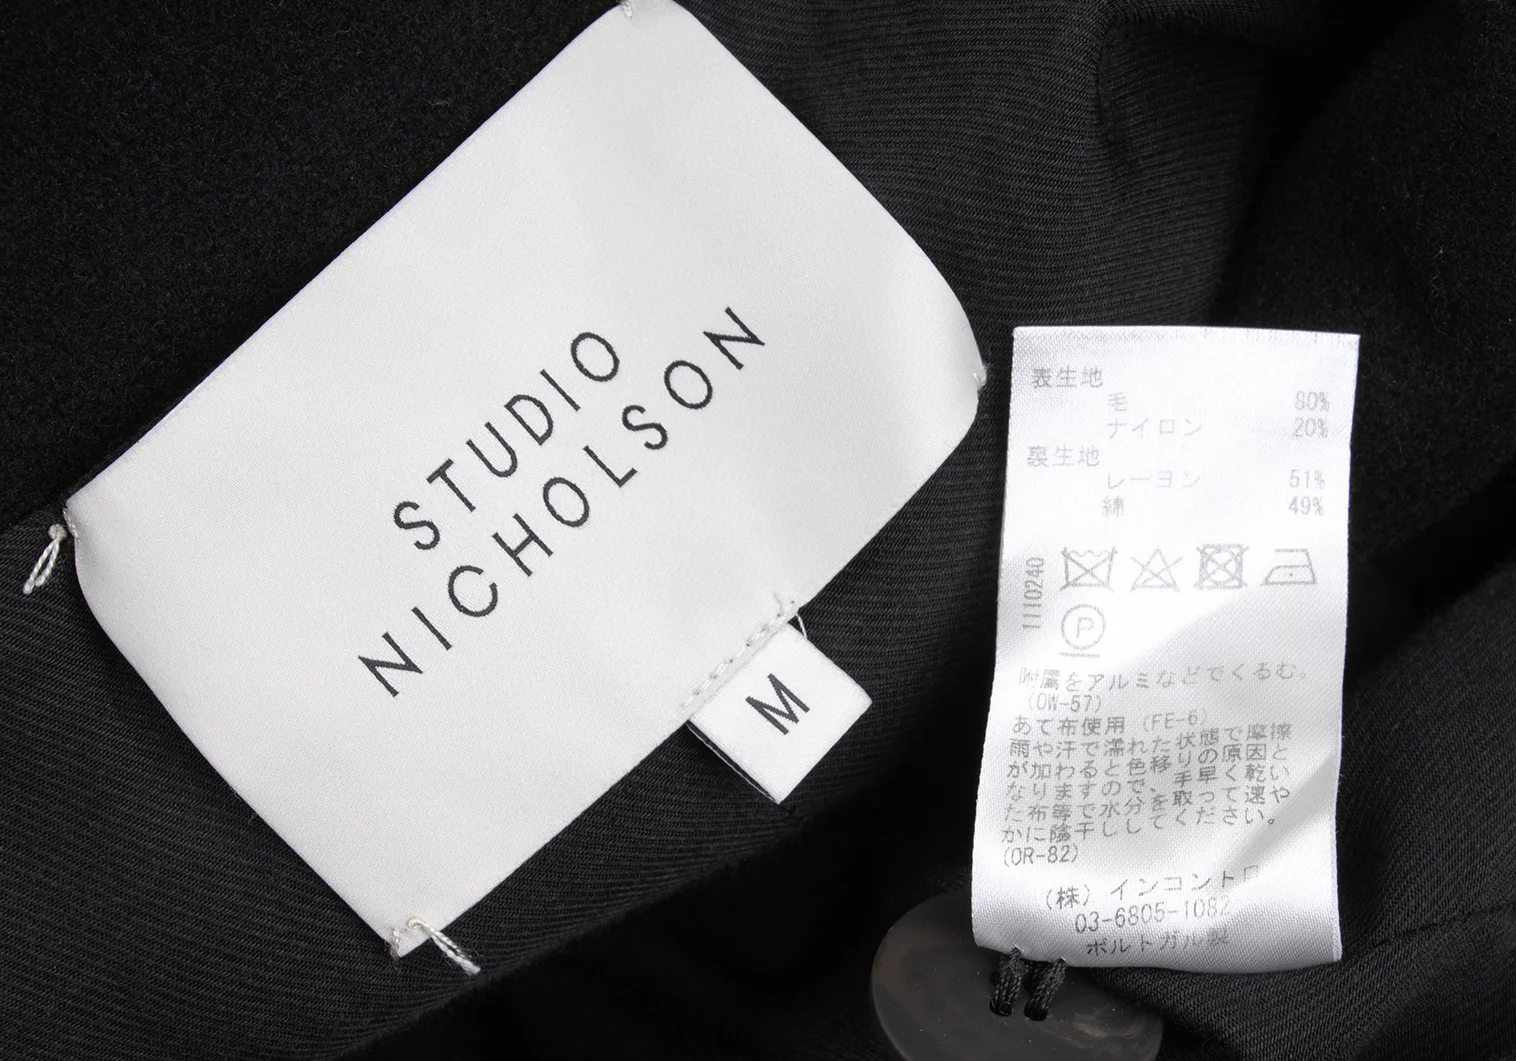 STUDIO
NICHOLSON
M
表生地
毛 80%
ナイロン 20%
裏生地
レーヨン 51%
綿 49%
1110240
P
附属をアルミなどでくるむ。
(OW-57)
あて布使用 (FE-6)
雨や汗で濡れた状態で摩擦
が加わると色移りの原因と
なりますので、手早く乾い
た布等で水分を取って速や
かに陰干ししてください。
(OR-82)
(株) インコントロ
03-6805-1082
ポルトガル製